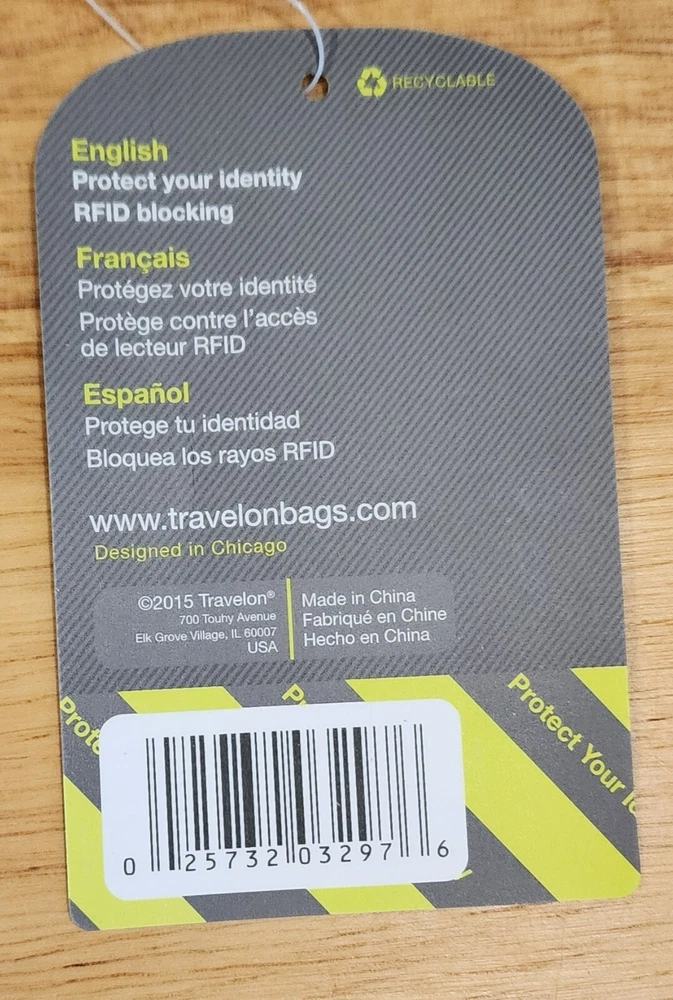 RECYCLABLE
English
Protect your identity
RFID blocking
Français
Protégez votre identité
Protège contre l'accès
de lecteur RFID
Español
Protege tu identidad
Bloquea los rayos RFID
www.travelonbags.com
Designed in Chicago
©2015 Travelon®
700 Touhy Avenue
Elk Grove Village, IL 60007
USA
Made in China
Fabriqué en Chine
Hecho en China
Protect Your
0 25732 03297 6